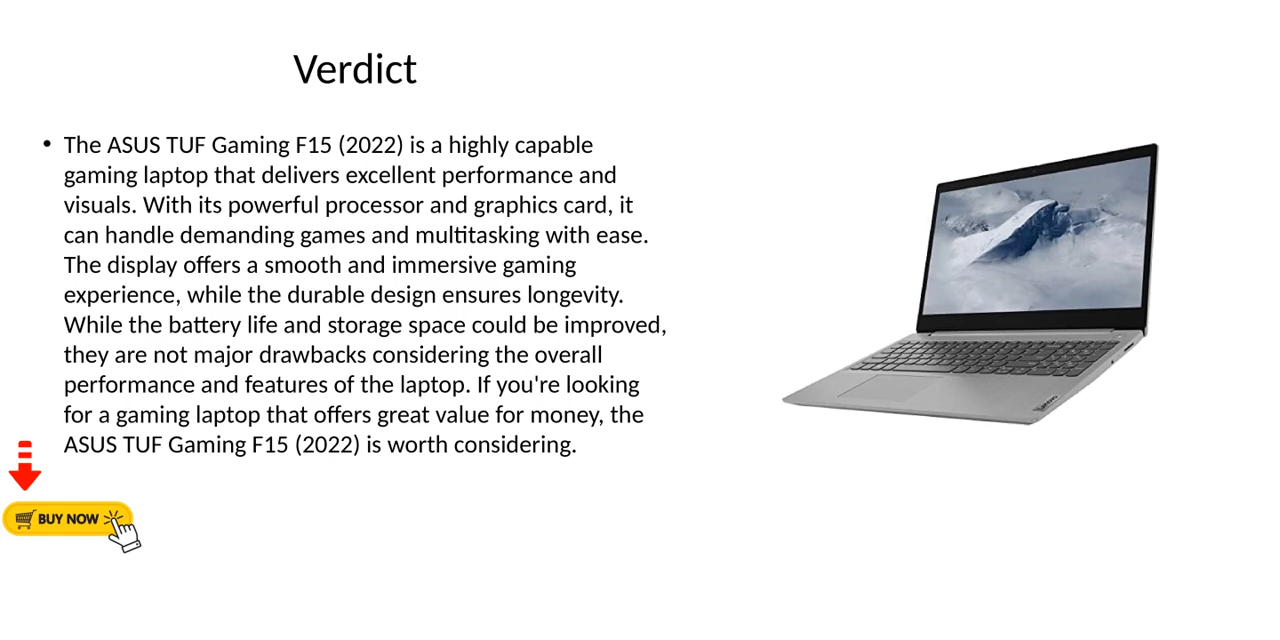 Verdict
• The ASUS TUF Gaming F15 (2022) is a highly capable
gaming laptop that delivers excellent performance and
visuals. With its powerful processor and graphics card, it
can handle demanding games and multitasking with ease.
The display offers a smooth and immersive gaming
experience, while the durable design ensures longevity.
While the battery life and storage space could be improved,
they are not major drawbacks considering the overall
performance and features of the laptop. If you're looking
for a gaming laptop that offers great value for money, the
ASUS TUF Gaming F15 (2022) is worth considering.
BUY NOW
Lenovo